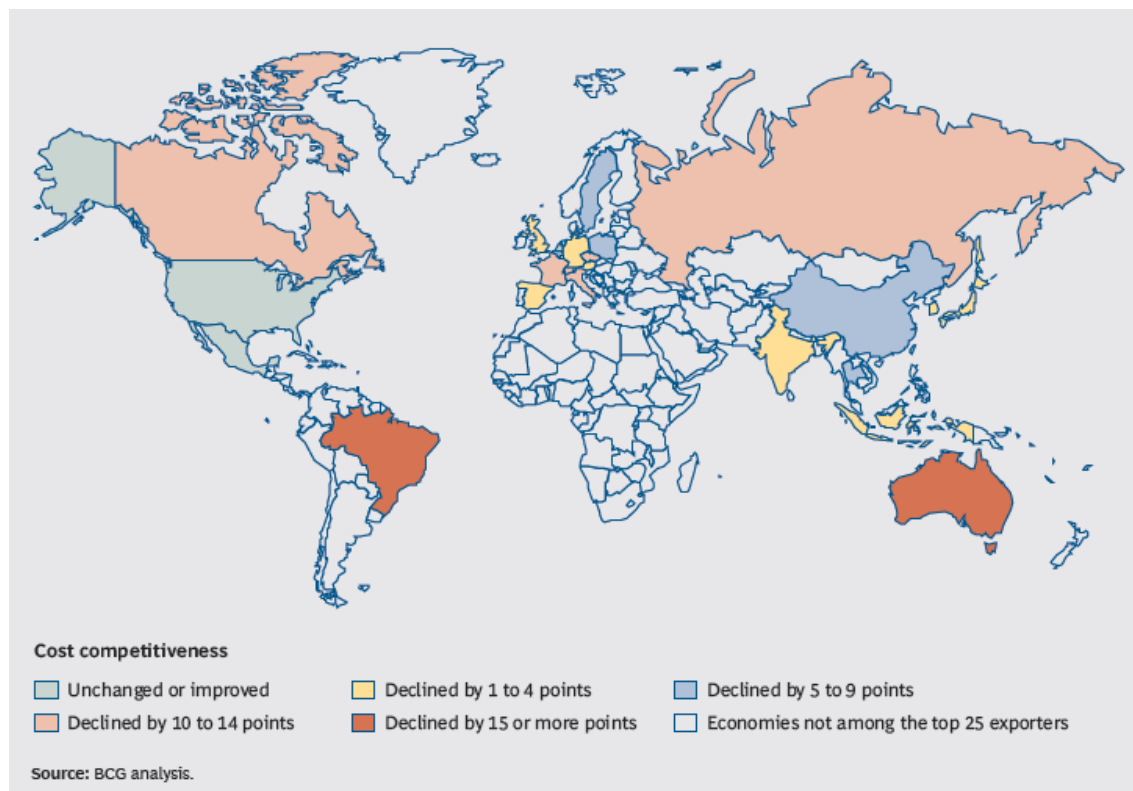 Cost competitiveness
Unchanged or improved
Declined by 1 to 4 points
Declined by 5 to 9 points
Declined by 10 to 14 points
Declined by 15 or more points
Economies not among the top 25 exporters
Source: BCG analysis.